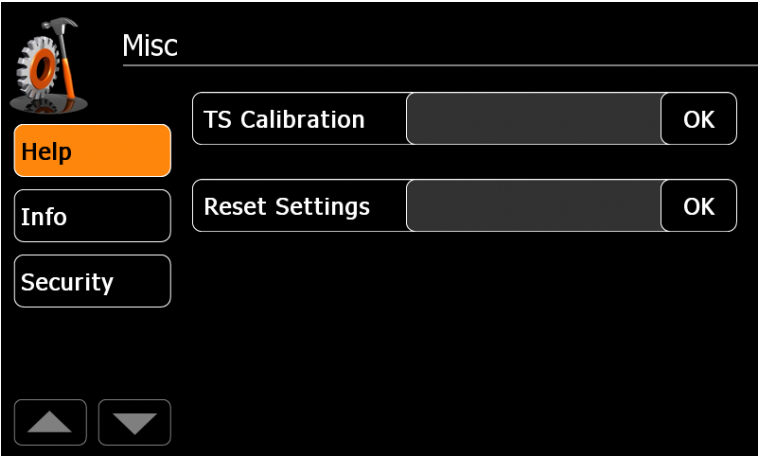 Misc
TS Calibration
OK
Help
Reset Settings
OK
Info
Security